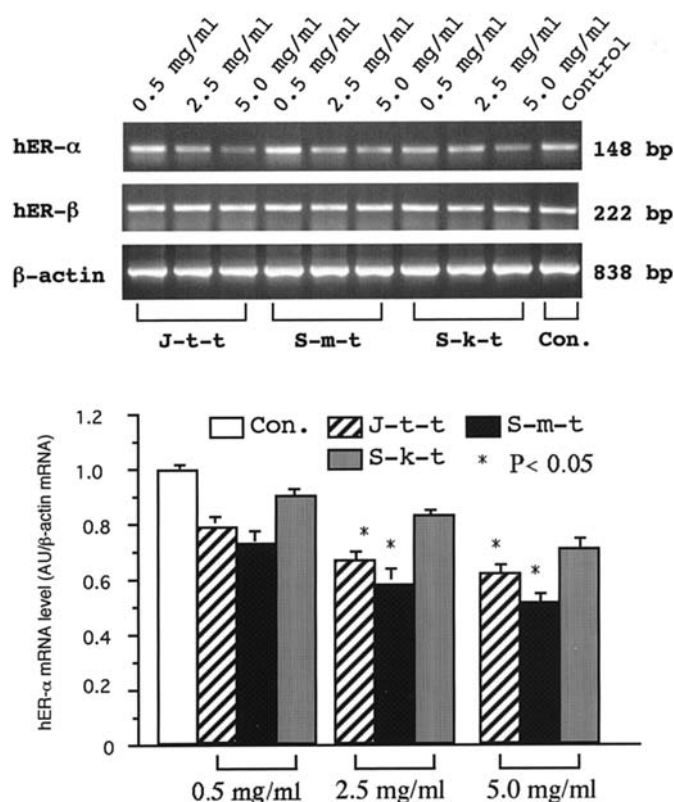 0.5 mg/ml 2.5 mg/ml 5.0 mg/ml 0.5 mg/ml 2.5 mg/ml 5.0 mg/ml 0.5 mg/ml 2.5 mg/ml 5.0 mg/ml Control
hER-α 148 bp
hER-β 222 bp
β-actin 838 bp
J-t-t S-m-t S-k-t Con.
hER-α mRNA level (AU/β-actin mRNA)
1.2
1.0
0.8
0.6
0.4
0.2
0
Con. J-t-t S-m-t
S-k-t * P< 0.05
* *
* *
0.5 mg/ml 2.5 mg/ml 5.0 mg/ml